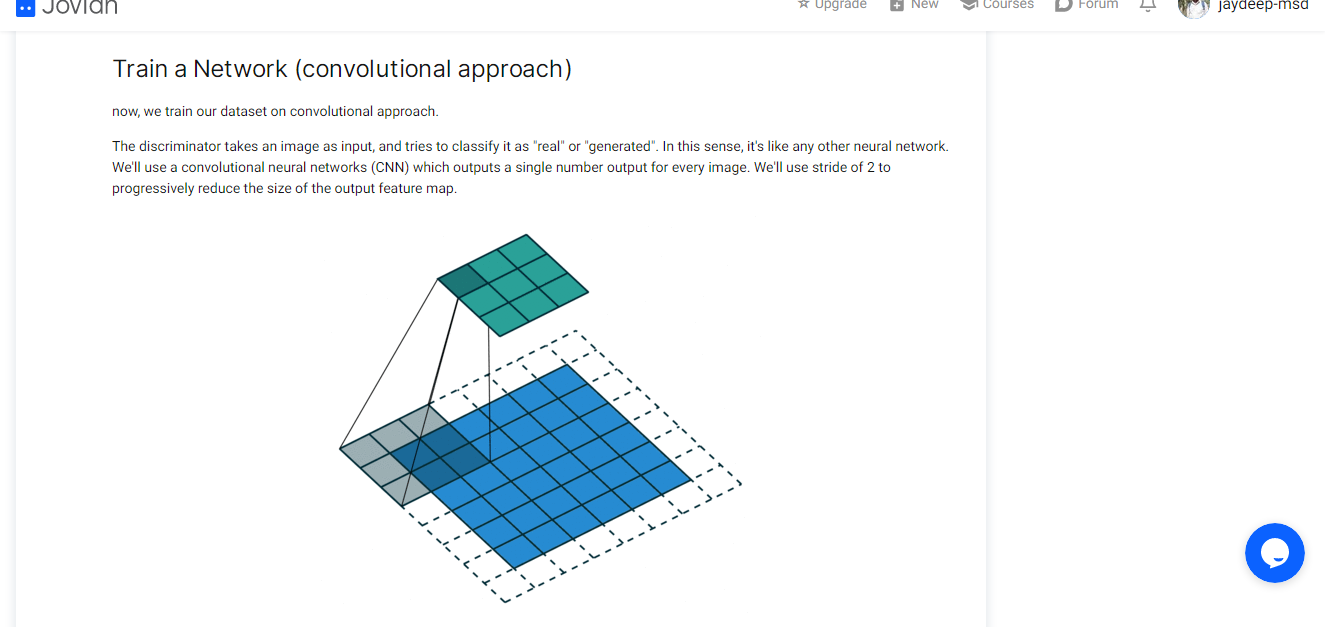 Jovian
Upgrade
New
Courses
Forum
jaydeep-msd
Train a Network (convolutional approach)
now, we train our dataset on convolutional approach.
The discriminator takes an image as input, and tries to classify it as "real" or "generated". In this sense, it's like any other neural network.
We'll use a convolutional neural networks (CNN) which outputs a single number output for every image. We'll use stride of 2 to
progressively reduce the size of the output feature map.